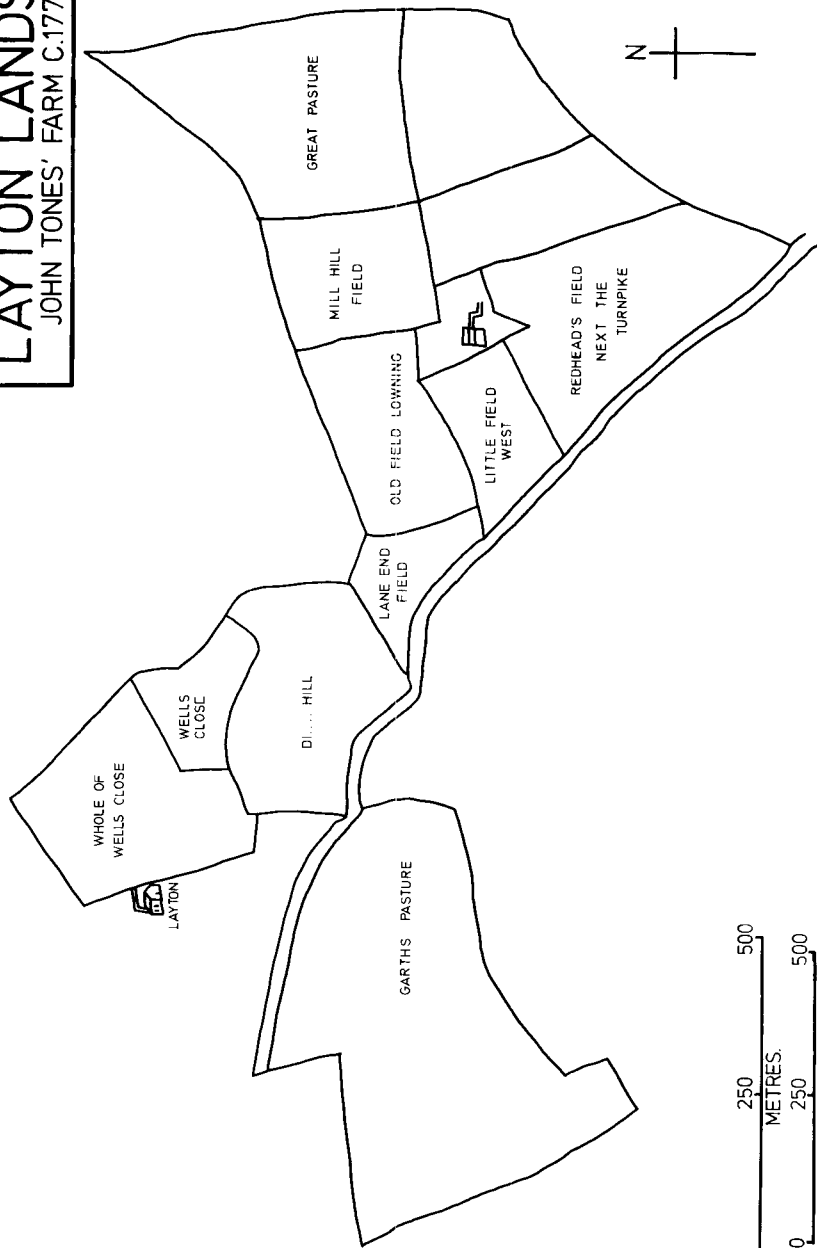 LAYTON LANDS
JOHN TONES' FARM C.177
N
GREAT PASTURE
MILL HILL
FIELD
OLD FIELD LOWNING
REDHEAD'S FIELD
NEXT THE
TURNPIKE
LITTLE FIELD
WEST
LANE END
FIELD
WELLS
CLOSE
DI.... HILL
WHOLE OF
WELLS CLOSE
LAYTON
GARTHS PASTURE
250
500
METRES.
0
250
500